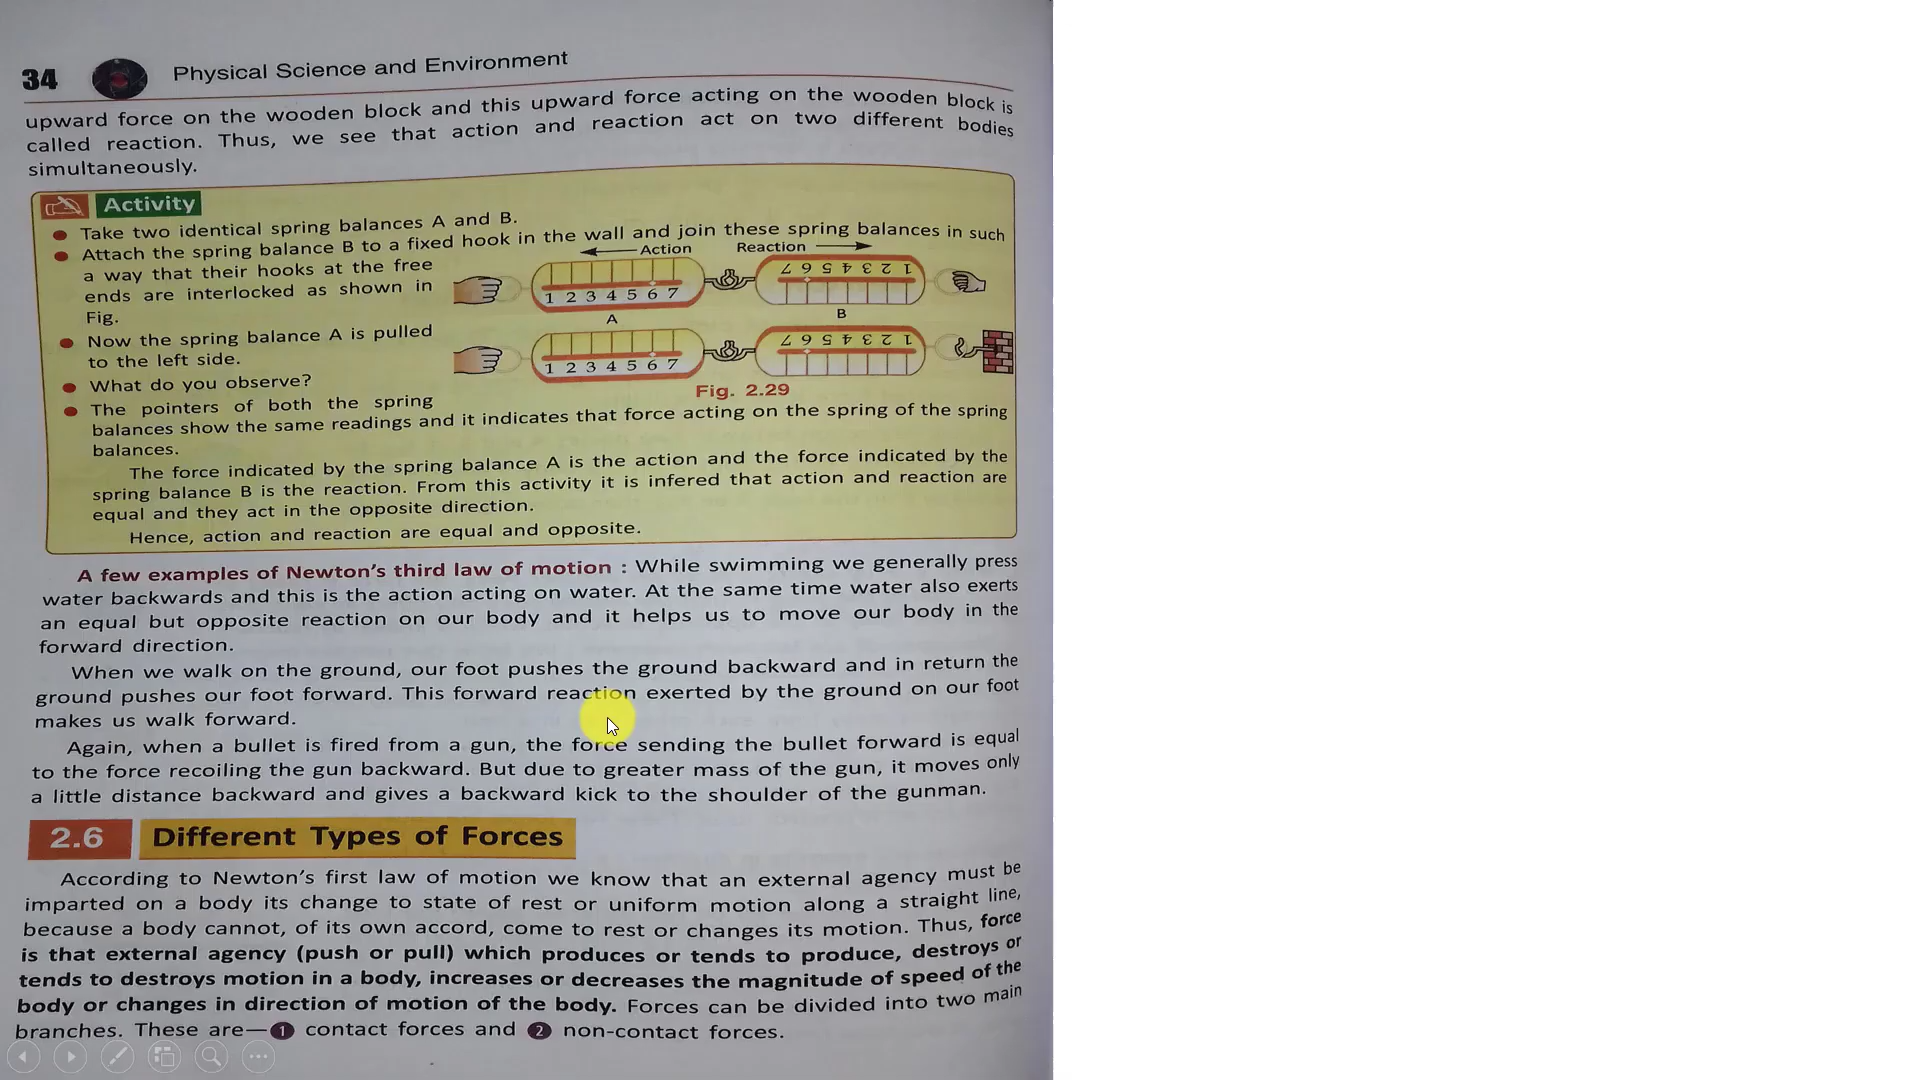 34 Physical Science and Environment
upward force on the wooden block and this upward force acting on the wooden block is
called reaction. Thus, we see that action and reaction act on two different bodies
simultaneously.
Activity
Take two identical spring balances A and B.
Attach the spring balance B to a fixed hook in the wall and join these spring balances in such
a way that their hooks at the free
ends are interlocked as shown in
Fig.
Now the spring balance A is pulled
to the left side.
What do you observe?
The pointers of both the spring
Action Reaction
1 2 3 4 5 6 7
1 2 3 4 5 6 7
A B
1 2 3 4 5 6 7
1 2 3 4 5 6 7
Fig. 2.29
balances show the same readings and it indicates that force acting on the spring of the spring
balances.
The force indicated by the spring balance A is the action and the force indicated by the
spring balance B is the reaction. From this activity it is infered that action and reaction are
equal and they act in the opposite direction.
Hence, action and reaction are equal and opposite.
A few examples of Newton's third law of motion : While swimming we generally press
water backwards and this is the action acting on water. At the same time water also exerts
an equal but opposite reaction on our body and it helps us to move our body in the
forward direction.
When we walk on the ground, our foot pushes the ground backward and in return the
ground pushes our foot forward. This forward reaction exerted by the ground on our foot
makes us walk forward.
Again, when a bullet is fired from a gun, the force sending the bullet forward is equal
to the force recoiling the gun backward. But due to greater mass of the gun, it moves only
a little distance backward and gives a backward kick to the shoulder of the gunman.
2.6 Different Types of Forces
According to Newton's first law of motion we know that an external agency must be
imparted on a body its change to state of rest or uniform motion along a straight line,
because a body cannot, of its own accord, come to rest or changes its motion. Thus, force
is that external agency (push or pull) which produces or tends to produce, destroys or
tends to destroys motion in a body, increases or decreases the magnitude of speed of the
body or changes in direction of motion of the body. Forces can be divided into two main
branches. These are—1 contact forces and 2 non-contact forces.